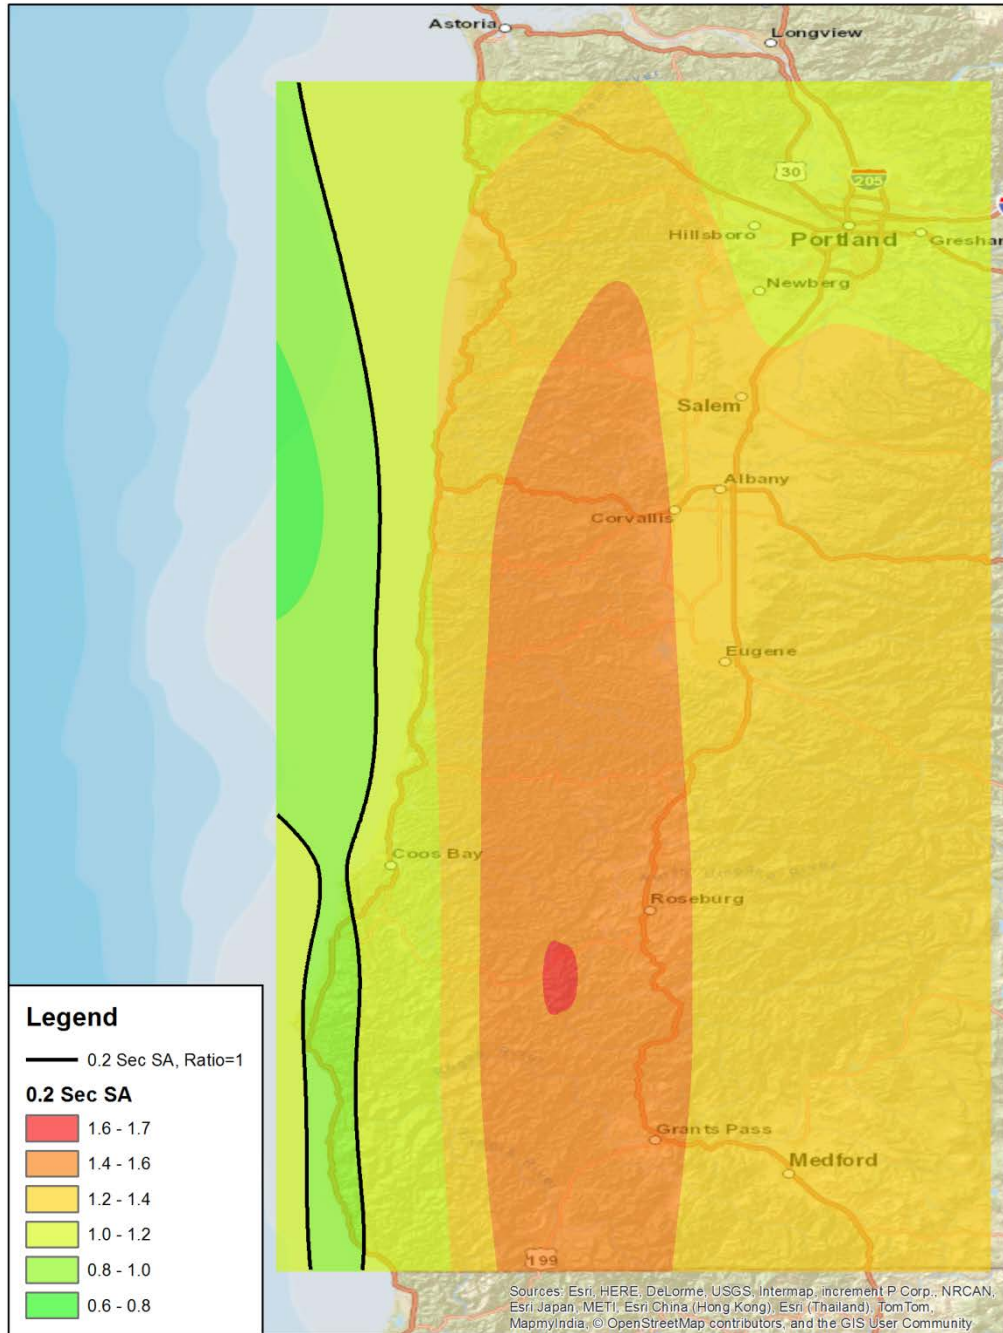 Astoria
Longview
30
205
Hillsboro
Portland
Gresha
Newberg
Salem
Albany
Corvallis
Eugene
Coos Bay
Roseburg
Grants Pass
Medford
199
Legend
0.2 Sec SA, Ratio=1
0.2 Sec SA
1.6 - 1.7
1.4 - 1.6
1.2 - 1.4
1.0 - 1.2
0.8 - 1.0
0.6 - 0.8
Sources: Esri, HERE, DeLorme, USGS, Intermap, increment P Corp., NRCAN,
Esri Japan, METI, Esri China (Hong Kong), Esri (Thailand), TomTom,
MapmyIndia, © OpenStreetMap contributors, and the GIS User Community